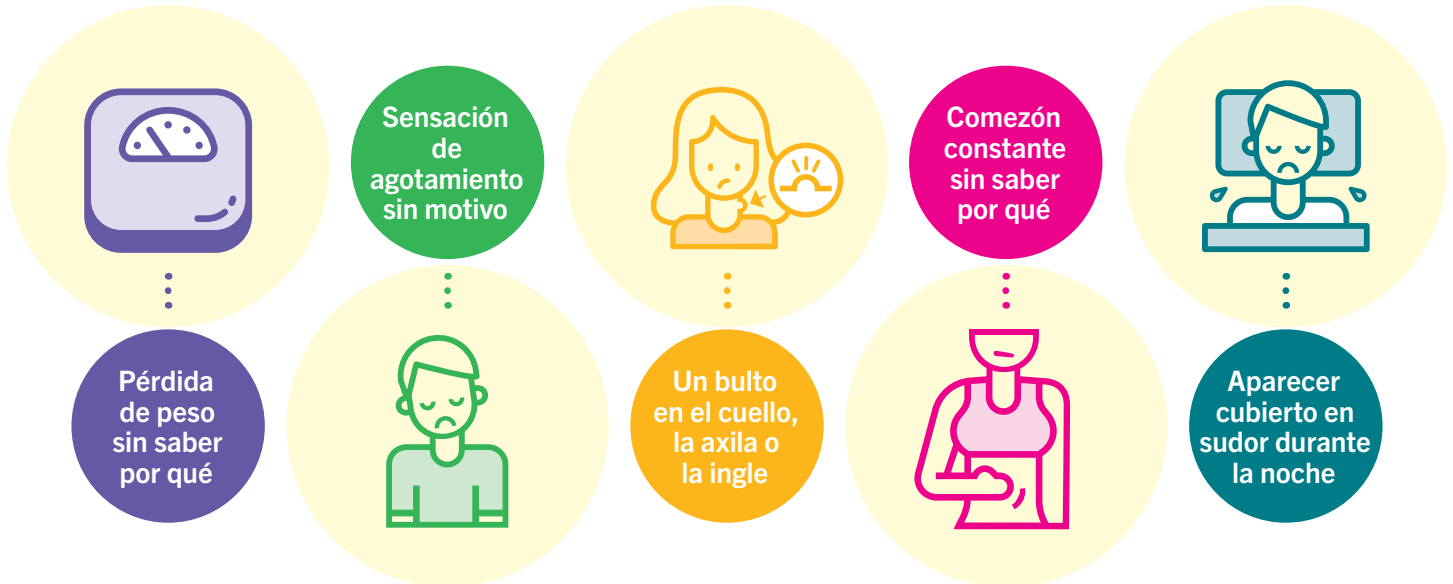 Pérdida
de peso
sin saber
por qué
Sensación
de
agotamiento
sin motivo
Un bulto
en el cuello,
la axila o
la ingle
Comezón
constante
sin saber
por qué
Aparecer
cubierto en
sudor durante
la noche